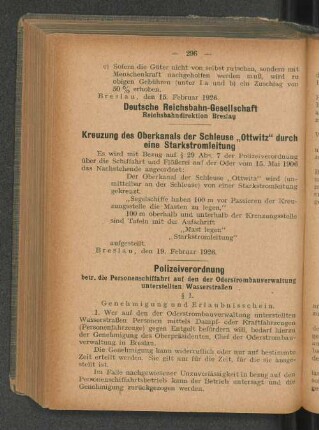 — 296 —
c) Sofern die Güter nicht von selbst rutschen, sondern mit
Menschenkraft nachgeholfen werden muß, wird zu
obigen Gebühren (unter 1 a und b) ein Zuschlag von
50 % erhoben.
Breslau, den 15. Februar 1926.
Deutsche Reichsbahn-Gesellschaft
Reichsbahndirektion Breslau
Kreuzung des Oberkanals der Schleuse „Ottwitz" durch
eine Starkstromleitung
Es wird mit Bezug auf § 29 Abs. 7 der Polizeiverordnung
über die Schiffahrt und Flößerei auf der Oder vom 15. Mai 1906
das Nachstehende angeordnet:
Der Oberkanal der Schleuse „Ottwitz" wird (un-
mittelbar an der Schleuse) von einer Starkstromleitung
gekreuzt.
„Segelschiffe haben 100 m vor Passieren der Kreu-
zungsstelle die Masten zu legen."
100 m oberhalb und unterhalb der Kreuzungsstelle
sind Tafeln mit der Aufschrift
„Mast legen"
„Starkstromleitung"
aufgestellt.
Breslau, den 19. Februar 1926.
Polizeiverordnung
betr. die Personenschiffahrt auf den der Oderstrombauverwaltung
unterstellten Wasserstraßen
§ 1.
Genehmigung und Erlaubnisschein.
1. Wer auf den der Oderstrombauverwaltung unterstellten
Wasserstraßen Personen mittels Dampf- oder Kraftfahrzeugen
(Personenfahrzeuge) gegen Entgelt befördern will, bedarf hierzu
der Genehmigung des Oberpräsidenten, Chef der Oderstrombau-
verwaltung in Breslau.
Die Genehmigung kann widerruflich oder nur auf bestimmte
Zeit erteilt werden. Sie gilt nur für die Zeit, für die sie ausge-
stellt ist.
Im Falle nachgewiesener Unzuverlässigkeit in bezug auf den
Personenschiffahrtsbetrieb kann der Betrieb untersagt und die
Genehmigung zurückgezogen werden.